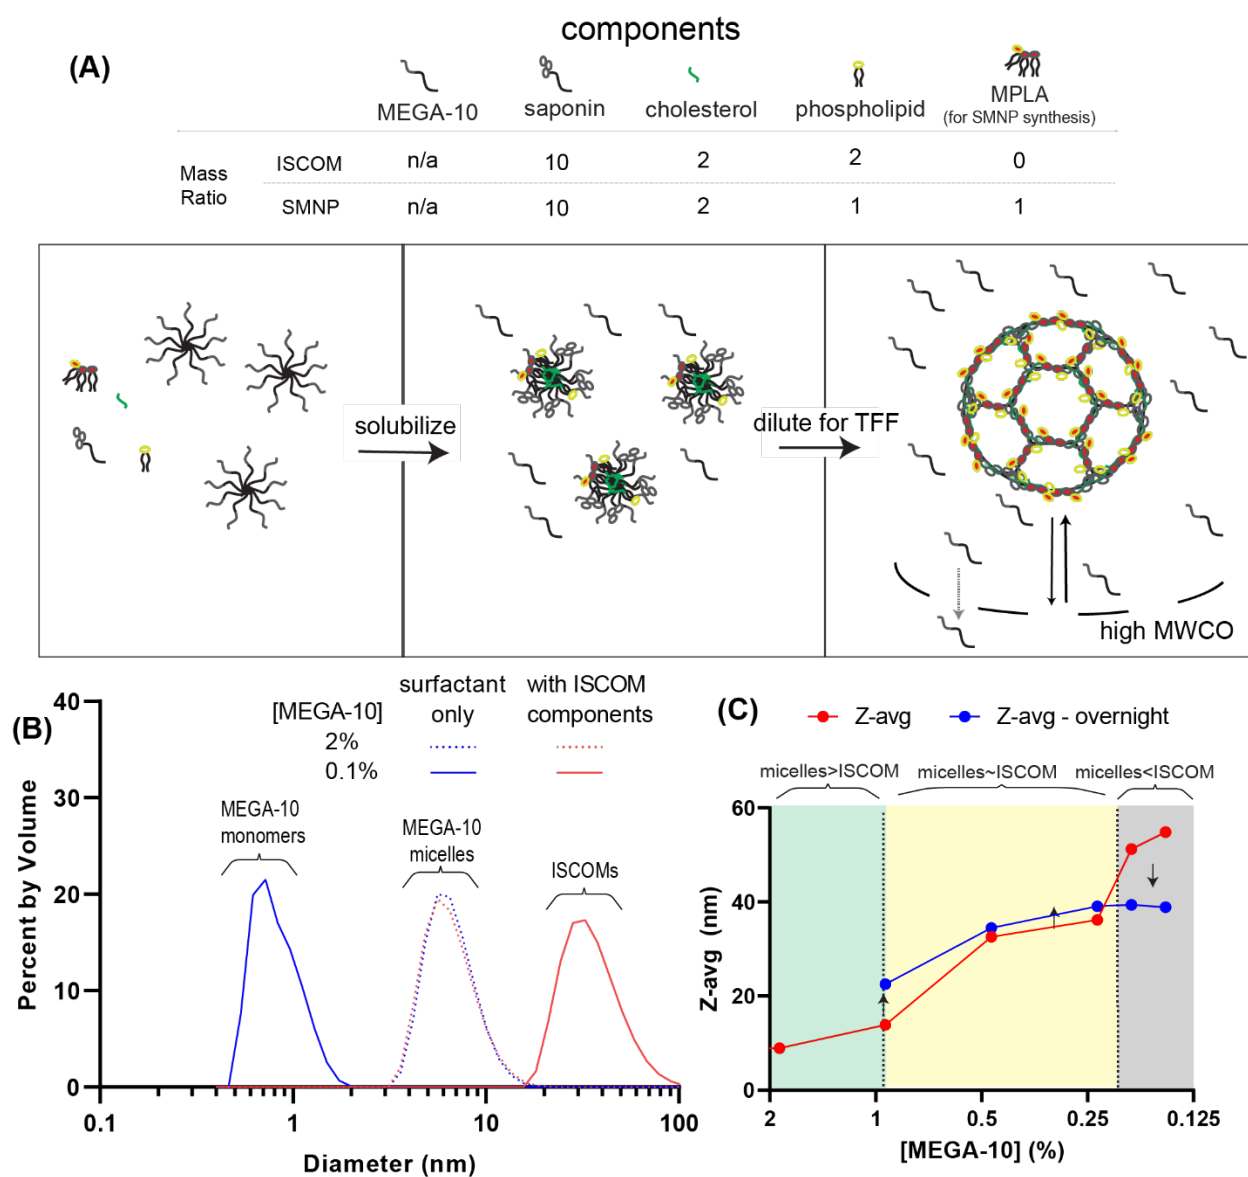 components
(A)
MEGA-10 saponin cholesterol phospholipid MPLA
(for SMNP synthesis)
Mass Ratio
ISCOM n/a 10 2 2 0
SMNP n/a 10 2 1 1
solubilize
dilute for TFF
high MWCO
(B)
[MEGA-10] surfactant only with ISCOM components
2%
0.1%
MEGA-10
monomers
MEGA-10
micelles
ISCOMs
Percent by Volume
40
30
20
10
0
0.1 1 10 100
Diameter (nm)
(C)
Z-avg Z-avg - overnight
micelles>ISCOM micelles~ISCOM micelles<ISCOM
Z-avg (nm)
60
40
20
0
2 1 0.5 0.25 0.125
[MEGA-10] (%)